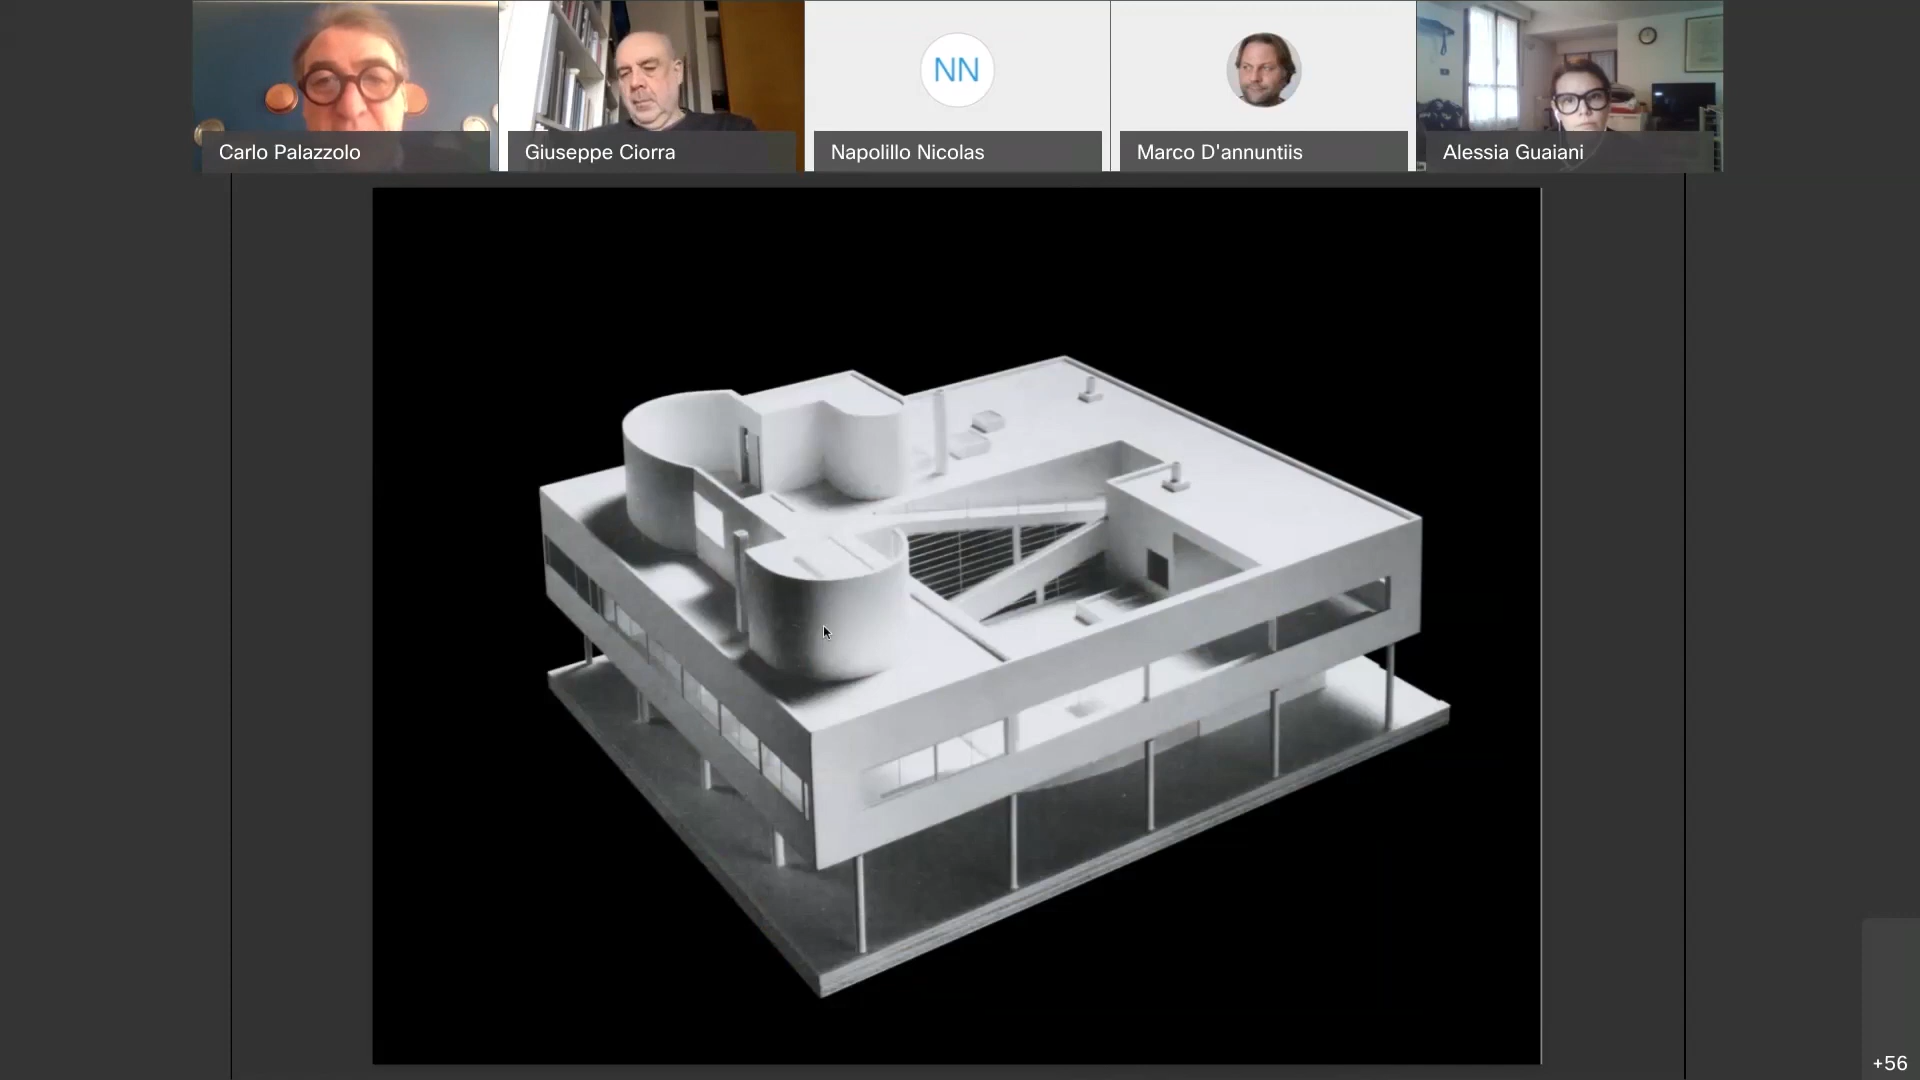 NN
Carlo Palazzolo
Giuseppe Ciorra
Napolillo Nicolas
Marco D'annuntiis
Alessia Guaiani
+56